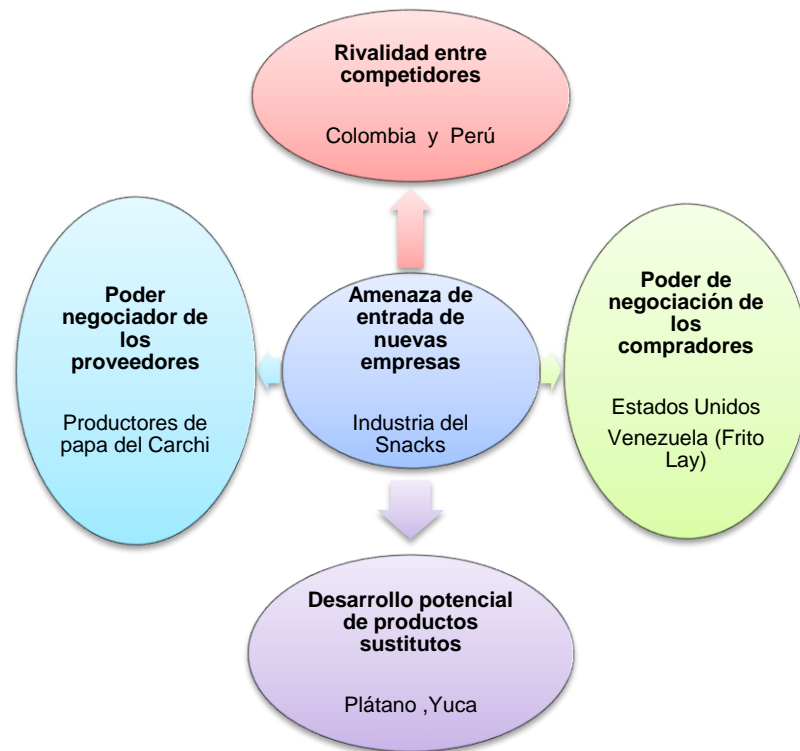 Rivalidad entre
competidores
Colombia y Perú
Poder
negociador de
los
proveedores
Productores de
papa del Carchi
Amenaza de
entrada de
nuevas
empresas
Industria del
Snacks
Poder de
negociación de
los
compradores
Estados Unidos
Venezuela (Frito
Lay)
Desarrollo potencial
de productos
sustitutos
Plátano ,Yuca